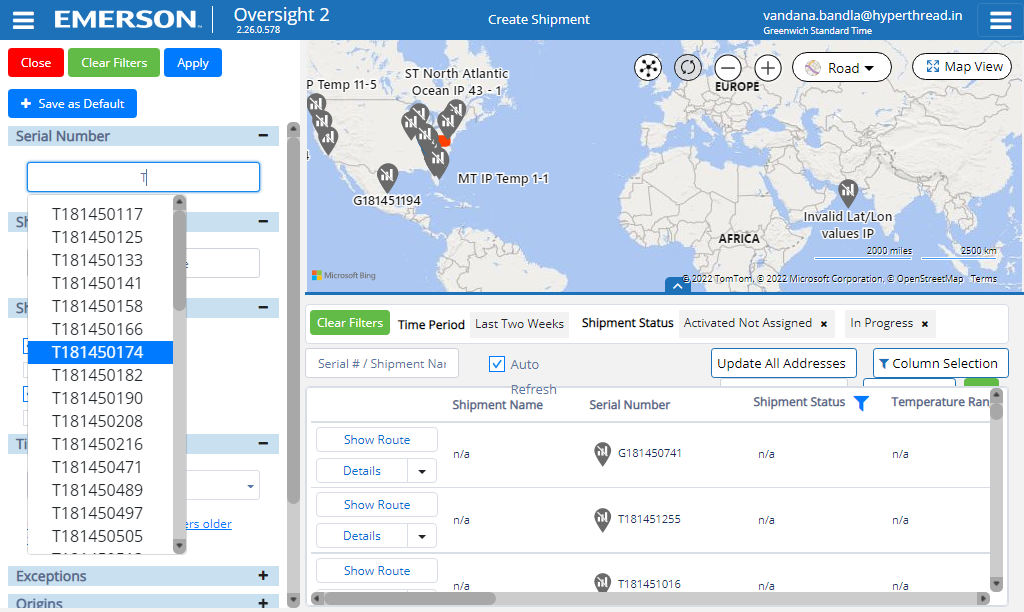 EMERSON
Oversight 2
2.26.0.578
Create Shipment
vandana.bandla@hyperthread.in
Greenwich Standard Time
Close
Clear Filters
Apply
+ Save as Default
Serial Number
T
T181450117
T181450125
T181450133
T181450141
T181450158
T181450166
T181450174
T181450182
T181450190
T181450208
T181450216
T181450471
T181450489
T181450497
T181450505
Exceptions
Origins
P Temp 11-5
ST North Atlantic
Ocean IP 43 - 1
MT IP Temp 1-1
G181451194
EUROPE
AFRICA
Invalid Lat/Lon
values IP
Road
Map View
2000 miles
2500 km
Microsoft Bing
© 2022 TomTom, © 2022 Microsoft Corporation, © OpenStreetMap Terms
Clear Filters
Time Period
Last Two Weeks
Shipment Status
Activated Not Assigned ×
In Progress ×
Serial # / Shipment Nar
Auto
Refresh
Update All Addresses
Column Selection
Shipment Name
Serial Number
Shipment Status
Temperature Ran
Show Route
Details
n/a
G181450741
n/a
n/a
Show Route
Details
n/a
T181451255
n/a
n/a
Show Route
n/a
T181451016
n/a
n/a